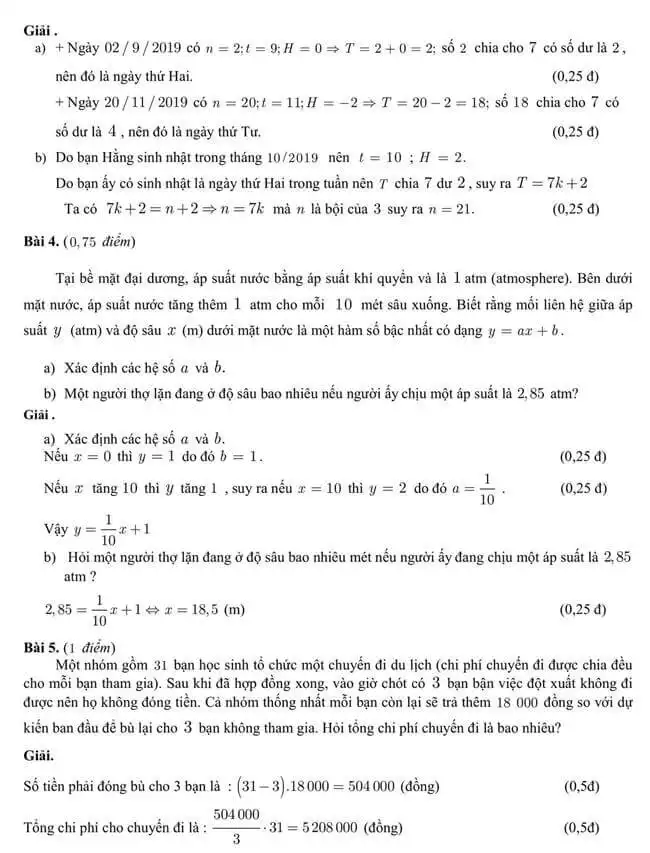 Giải .
a) + Ngày 02 / 9 / 2019 có n = 2; t = 9; H = 0 ⇒ T = 2 + 0 = 2; số 2 chia cho 7 có số dư là 2 ,
nên đó là ngày thứ Hai. (0,25 đ)
+ Ngày 20 / 11 / 2019 có n = 20; t = 11; H = −2 ⇒ T = 20 − 2 = 18; số 18 chia cho 7 có
số dư là 4 , nên đó là ngày thứ Tư. (0,25 đ)
b) Do bạn Hằng sinh nhật trong tháng 10/2019 nên t = 10 ; H = 2.
Do bạn ấy có sinh nhật là ngày thứ Hai trong tuần nên T chia 7 dư 2 , suy ra T = 7k + 2
Ta có 7k + 2 = n + 2 ⇒ n = 7k mà n là bội của 3 suy ra n = 21. (0,25 đ)
Bài 4. (0,75 điểm)
Tại bề mặt đại dương, áp suất nước bằng áp suất khí quyển và là 1 atm (atmosphere). Bên dưới
mặt nước, áp suất nước tăng thêm 1 atm cho mỗi 10 mét sâu xuống. Biết rằng mối liên hệ giữa áp
suất y (atm) và độ sâu x (m) dưới mặt nước là một hàm số bậc nhất có dạng y = ax + b .
a) Xác định các hệ số a và b.
b) Một người thợ lặn đang ở độ sâu bao nhiêu nếu người ấy chịu một áp suất là 2,85 atm?
Giải .
a) Xác định các hệ số a và b.
Nếu x = 0 thì y = 1 do đó b = 1 . (0,25 đ)
Nếu x tăng 10 thì y tăng 1 , suy ra nếu x = 10 thì y = 2 do đó a = 1/10 . (0,25 đ)
Vậy y = 1/10 x + 1
b) Hỏi một người thợ lặn đang ở độ sâu bao nhiêu mét nếu người ấy đang chịu một áp suất là 2,85
atm ?
2,85 = 1/10 x + 1 ⇔ x = 18,5 (m) (0,25 đ)
Bài 5. (1 điểm)
Một nhóm gồm 31 bạn học sinh tổ chức một chuyến đi du lịch (chi phí chuyến đi được chia đều
cho mỗi bạn tham gia). Sau khi đã hợp đồng xong, vào giờ chót có 3 bạn bận việc đột xuất không đi
được nên họ không đóng tiền. Cả nhóm thống nhất mỗi bạn còn lại sẽ trả thêm 18 000 đồng so với dự
kiến ban đầu để bù lại cho 3 bạn không tham gia. Hỏi tổng chi phí chuyến đi là bao nhiêu?
Giải.
Số tiền phải đóng bù cho 3 bạn là : (31 − 3).18 000 = 504 000 (đồng) (0,5đ)
Tổng chi phí cho chuyến đi là : 504 000/3 · 31 = 5 208 000 (đồng) (0,5đ)